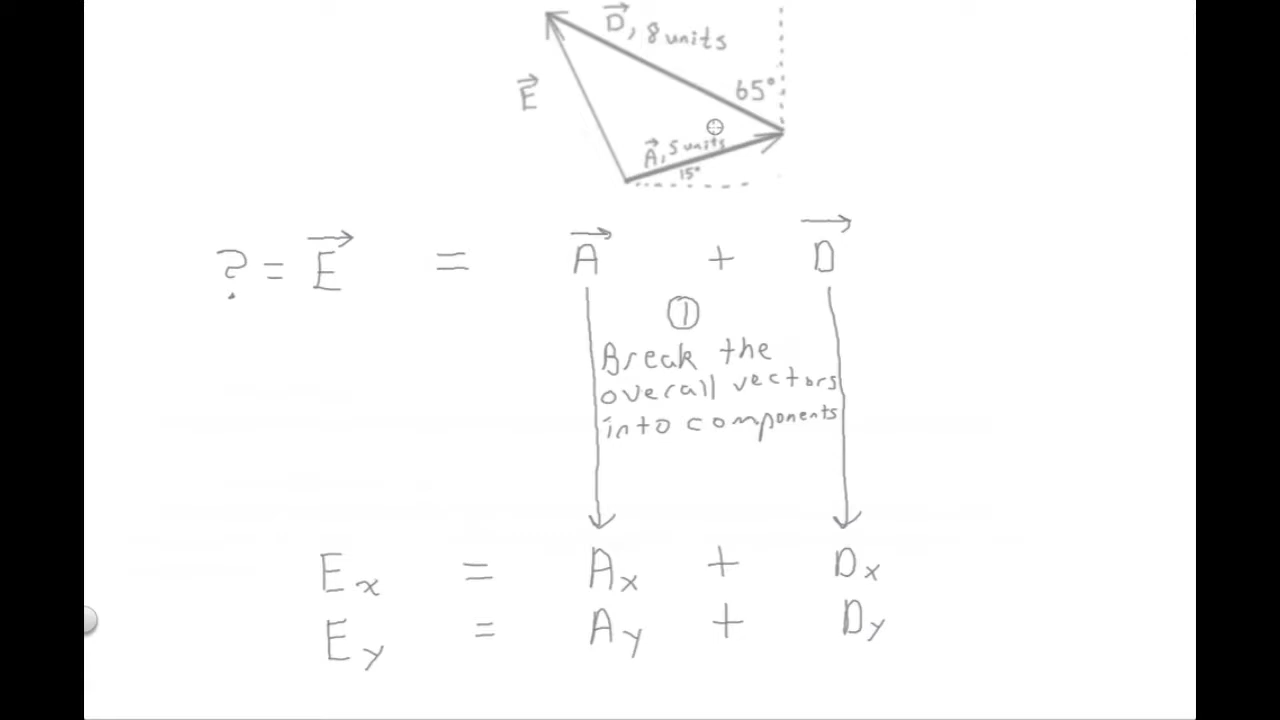 D, 8 units
E
65°
A, 5 units
15°
? = E = A + D
1
Break the
overall vectors
into components
Ex = Ax + Dx
Ey = Ay + Dy